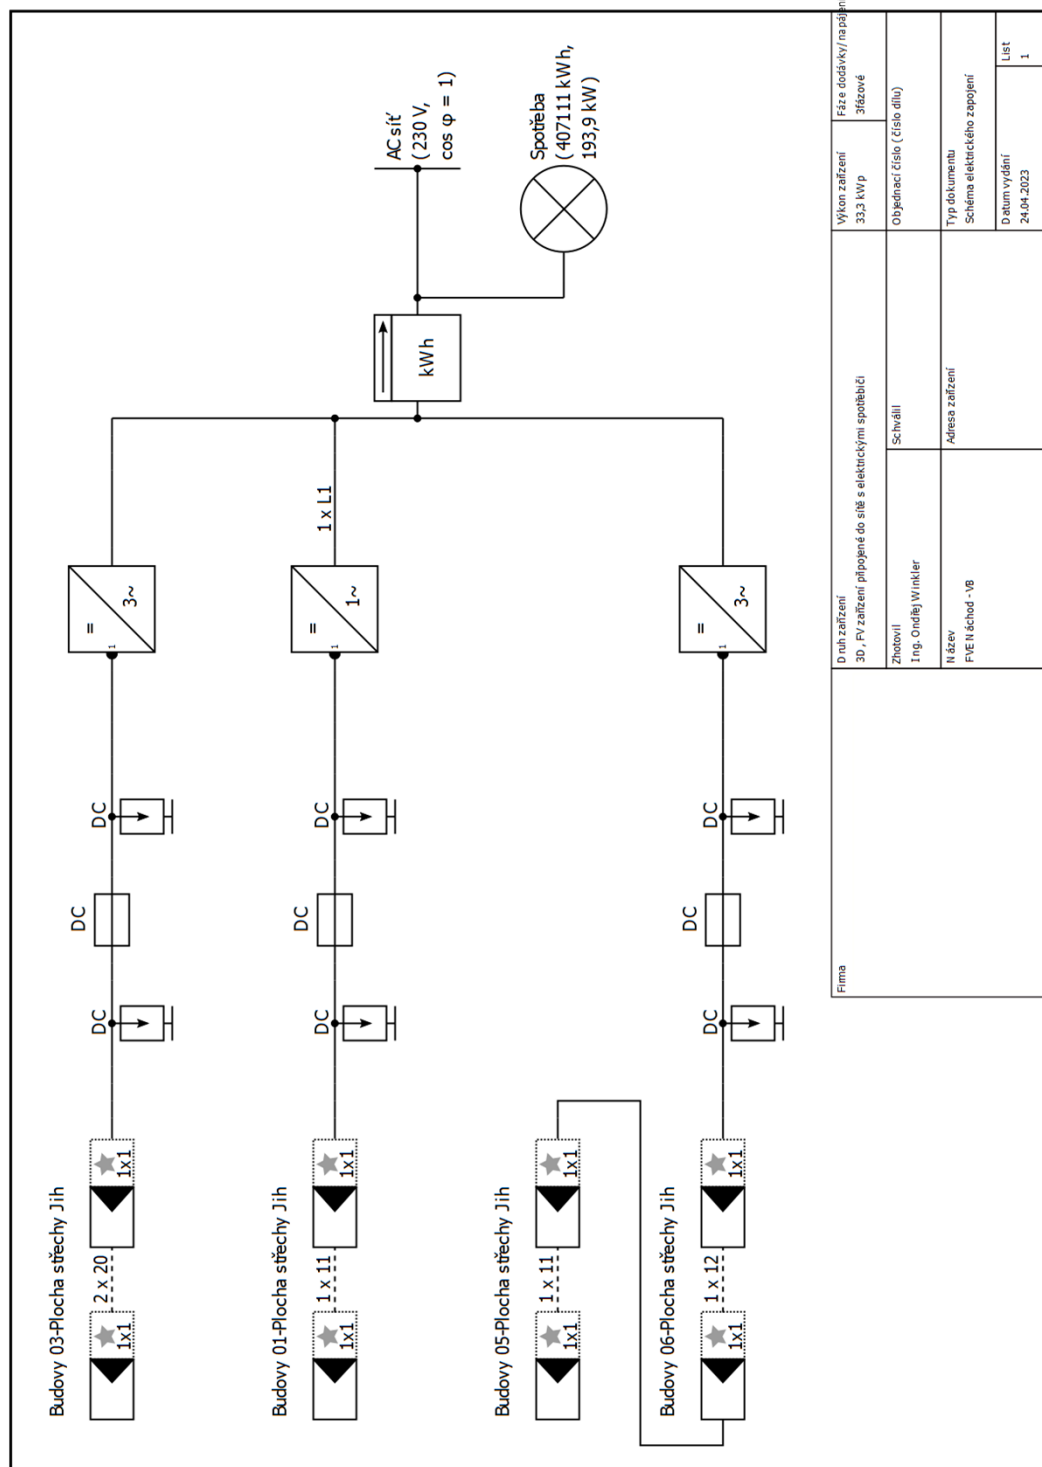 Budovy 03-Plocha střechy Jih
1x1
2 x 20
1x1
DC
DC
DC
1
=
3~
Budovy 01-Plocha střechy Jih
1x1
1 x 11
1x1
DC
DC
DC
1
=
1~
1 x L1
kWh
AC síť
(230 V,
cos φ = 1)
Spotřeba
(407111 kWh,
193,9 kW)
Budovy 05-Plocha střechy Jih
1x1
1 x 11
1x1
Budovy 06-Plocha střechy Jih
1x1
1 x 12
1x1
DC
DC
DC
1
=
3~
Firma
Druh zařízení
3D, FV zařízení připojené do sítě s elektrickými spotřebiči
Výkon zařízení
33,3 kWp
Fáze dodávky/napájení
3fázové
Zhotovil
Ing. Ondřej Winkler
Schválil
Objednací číslo (číslo dílu)
Název
FVE Náchod - VB
Adresa zařízení
Typ dokumentu
Schéma elektrického zapojení
Datum vydání
24.04.2023
List
1